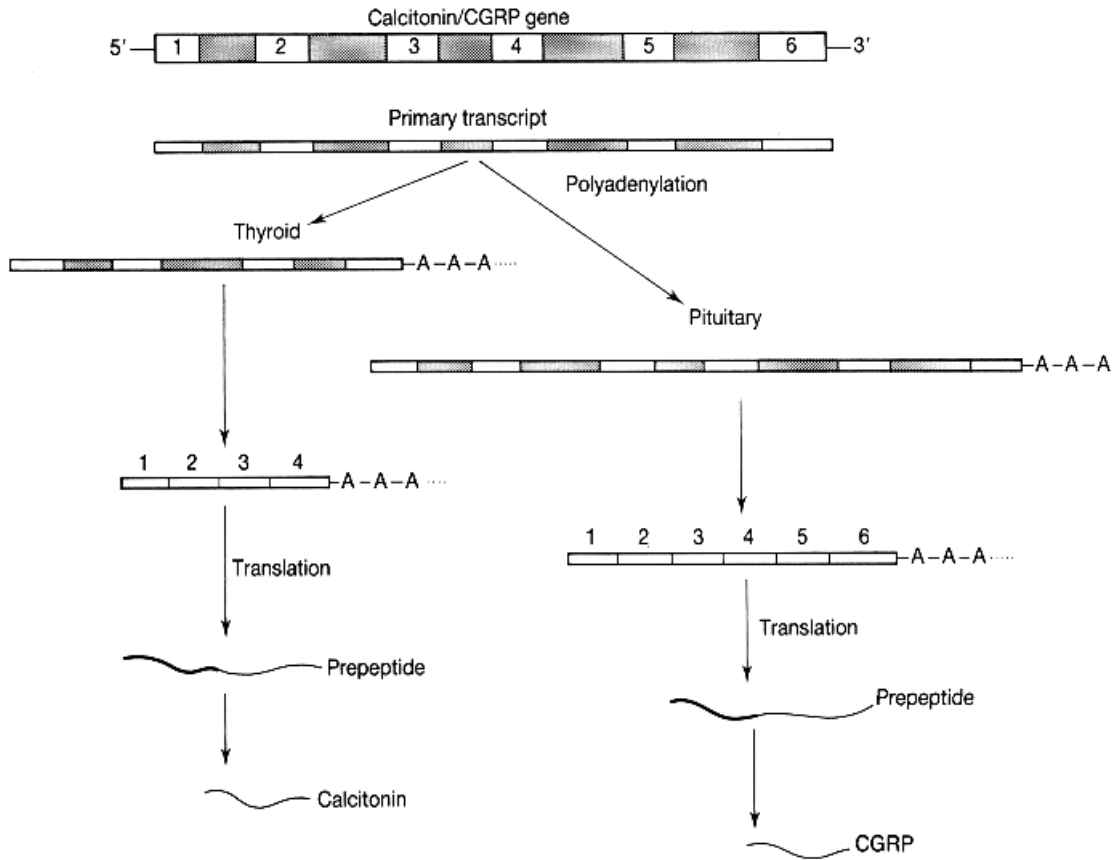 Calcitonin/CGRP gene
5′ 1 2 3 4 5 6 3′
Primary transcript
Polyadenylation
Thyroid
A – A – A ·····
Pituitary
A – A – A
1 2 3 4
A – A – A ····
1 2 3 4 5 6
A – A – A ·····
Translation
Translation
Prepeptide
Prepeptide
Calcitonin
CGRP